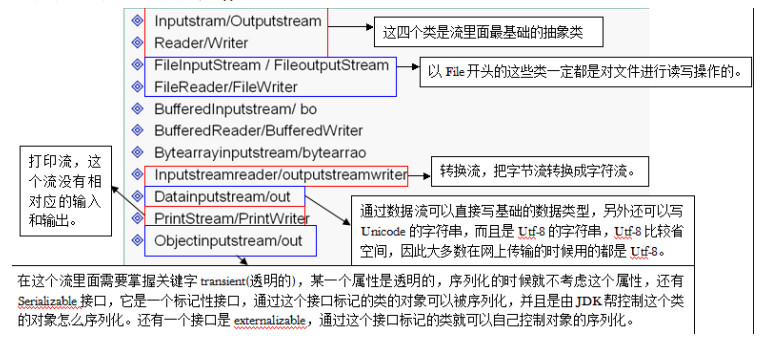 Inputstram/Outputstream
Reader/Writer
这四个类是流里面最基础的抽象类
FileInputStream / FileoutputStream
FileReader/FileWriter
以 File 开头的这些类一定都是对文件进行读写操作的。
BufferedInputstream/ bo
BufferedReader/BufferedWriter
Bytearrayinputstream/bytearrao
Inputstreamreader/outputstreamwriter
转换流，把字节流转换成字符流。
打印流，这
个流没有相
对应的输入
和输出。
Datainputstream/out
PrintStream/PrintWriter
Objectinputstream/out
通过数据流可以直接写基础的数据类型，另外还可以写
Unicode 的字符串，而且是 Utf-8 的字符串，Utf-8 比较省
空间，因此大多数在网上传输的时候用的都是 Utf-8。
在这个流里面需要掌握关键字 transient(透明的)，某一个属性是透明的，序列化的时候就不考虑这个属性，还有
Serializable 接口，它是一个标记性接口，通过这个接口标记的类的对象可以被序列化，并且是由 JDK 帮控制这个类
的对象怎么序列化。还有一个接口是 externalizable，通过这个接口标记的类就可以自己控制对象的序列化。